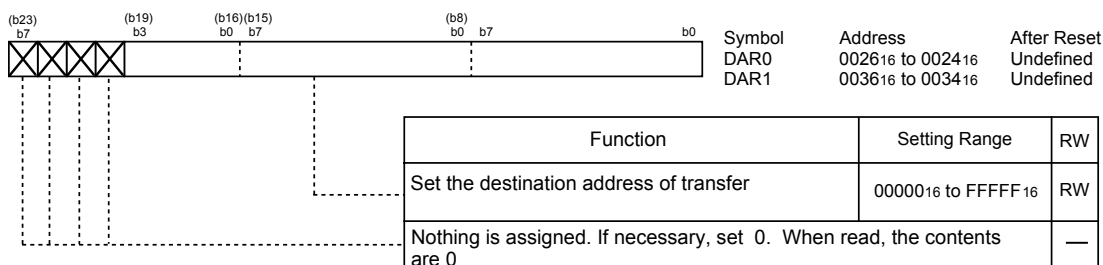 (b23) (b19) (b16)(b15) (b8)
b7 b3 b0 b7 b0 b7 b0
Symbol Address After Reset
DAR0 002616 to 002416 Undefined
DAR1 003616 to 003416 Undefined
Function Setting Range RW
Set the destination address of transfer 0000016 to FFFFF16 RW
Nothing is assigned. If necessary, set 0. When read, the contents —
are 0